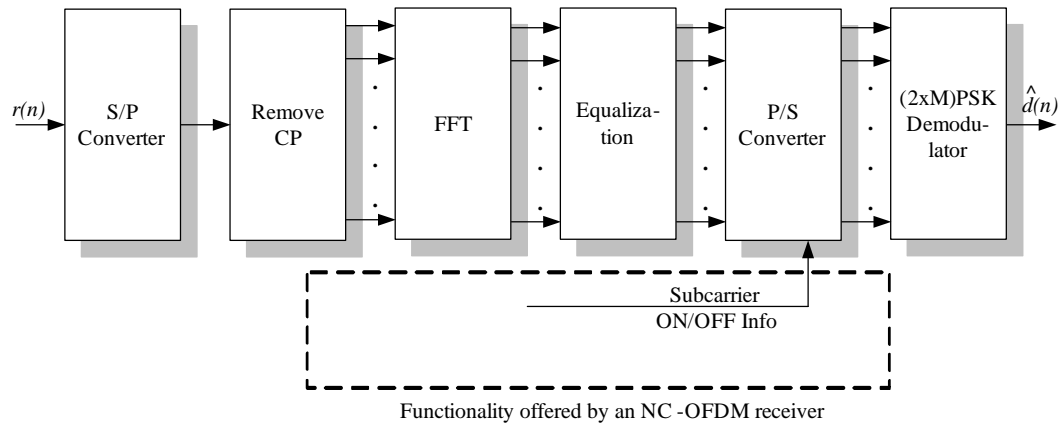 r(n)
S/P
Converter
Remove
CP
FFT
Equaliza-
tion
P/S
Converter
(2xM)PSK
Demodu-
lator
^
d(n)
Subcarrier
ON/OFF Info
Functionality offered by an NC -OFDM receiver